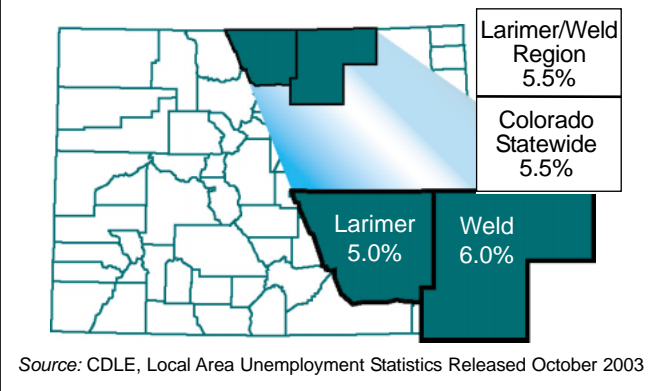 Larimer/Weld
Region
5.5%
Colorado
Statewide
5.5%
Larimer
5.0%
Weld
6.0%
Source: CDLE, Local Area Unemployment Statistics Released October 2003